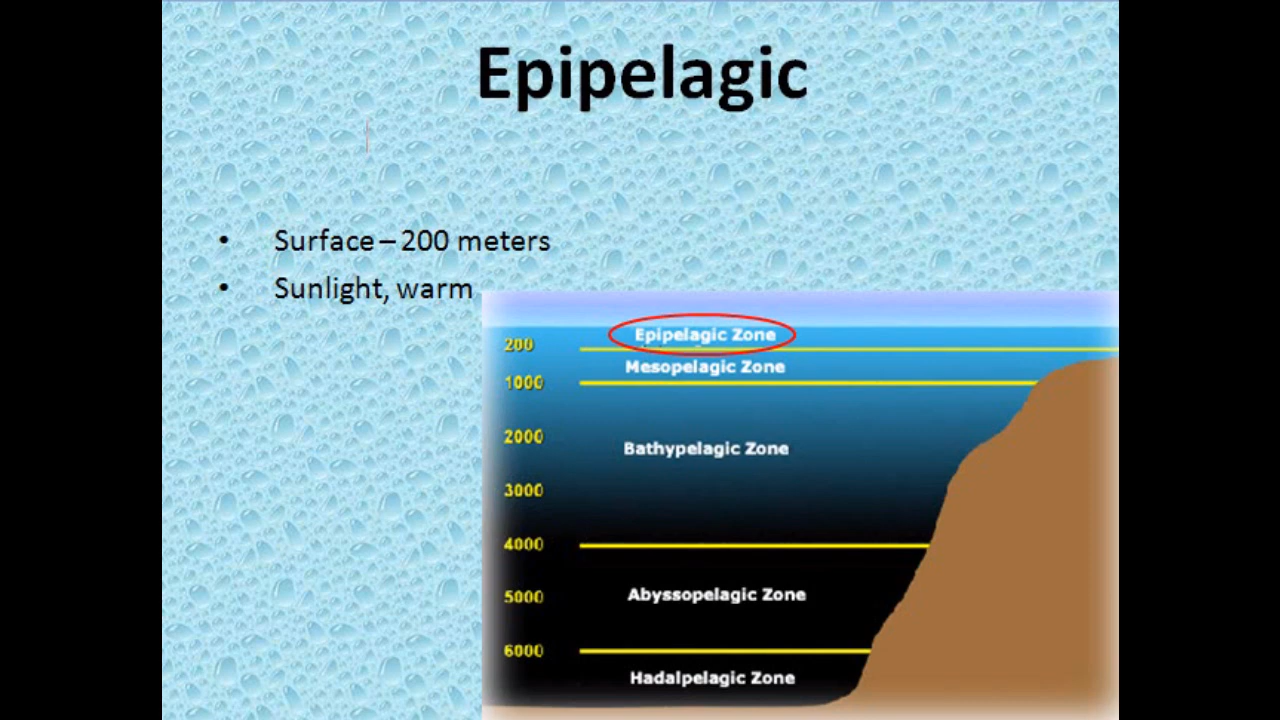 Epipelagic
• Surface – 200 meters
• Sunlight, warm
Epipelagic Zone
200
Mesopelagic Zone
1000
2000
Bathypelagic Zone
3000
4000
Abyssopelagic Zone
5000
6000
Hadalpelagic Zone